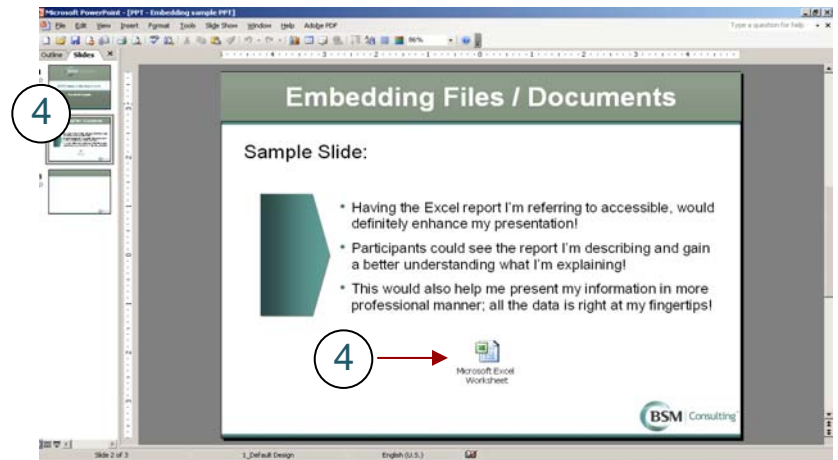 Microsoft PowerPoint - [PPT - Embedding sample PPT]
File Edit View Insert Format Tools Slide Show Window Help Adobe PDF
Type a question for help
86%
Outline Slides
4
Embedding Files / Documents
Sample Slide:
• Having the Excel report I'm referring to accessible, would
definitely enhance my presentation!
• Participants could see the report I'm describing and gain
a better understanding what I'm explaining!
• This would also help me present my information in more
professional manner; all the data is right at my fingertips!
4
Microsoft Excel
Worksheet
BSM Consulting
Slide 2 of 3 1_Default Design English (U.S.)